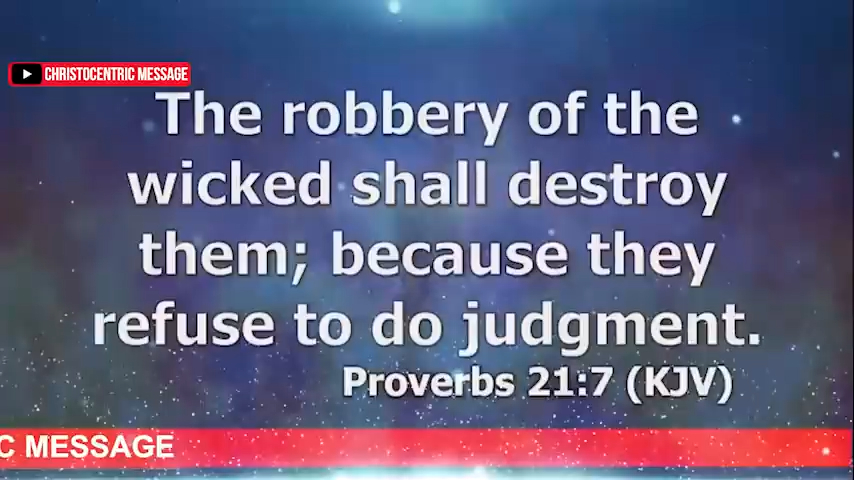 CHRISTOCENTRIC MESSAGE
The robbery of the
wicked shall destroy
them; because they
refuse to do judgment.
Proverbs 21:7 (KJV)
C MESSAGE